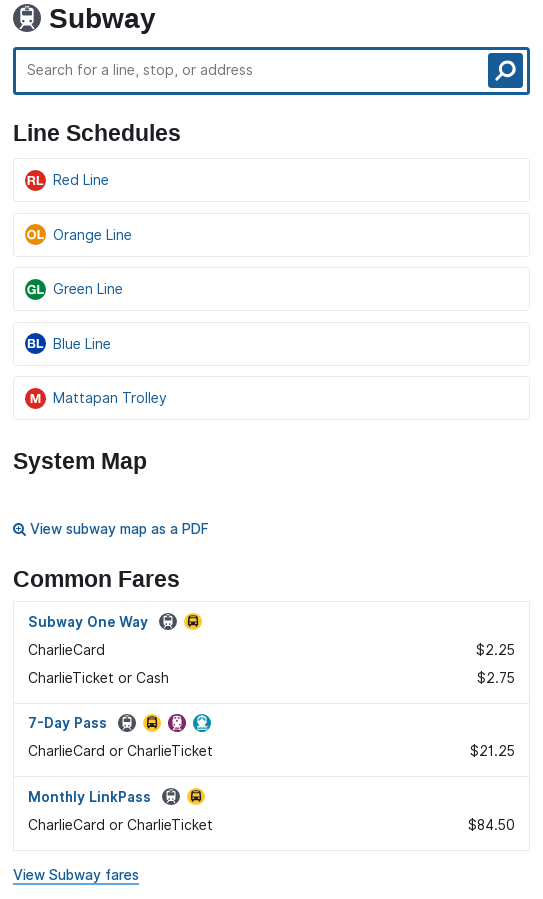 Subway
Search for a line, stop, or address
Line Schedules
RL Red Line
OL Orange Line
GL Green Line
BL Blue Line
M Mattapan Trolley
System Map
View subway map as a PDF
Common Fares
Subway One Way
CharlieCard $2.25
CharlieTicket or Cash $2.75
7-Day Pass
CharlieCard or CharlieTicket $21.25
Monthly LinkPass
CharlieCard or CharlieTicket $84.50
View Subway fares